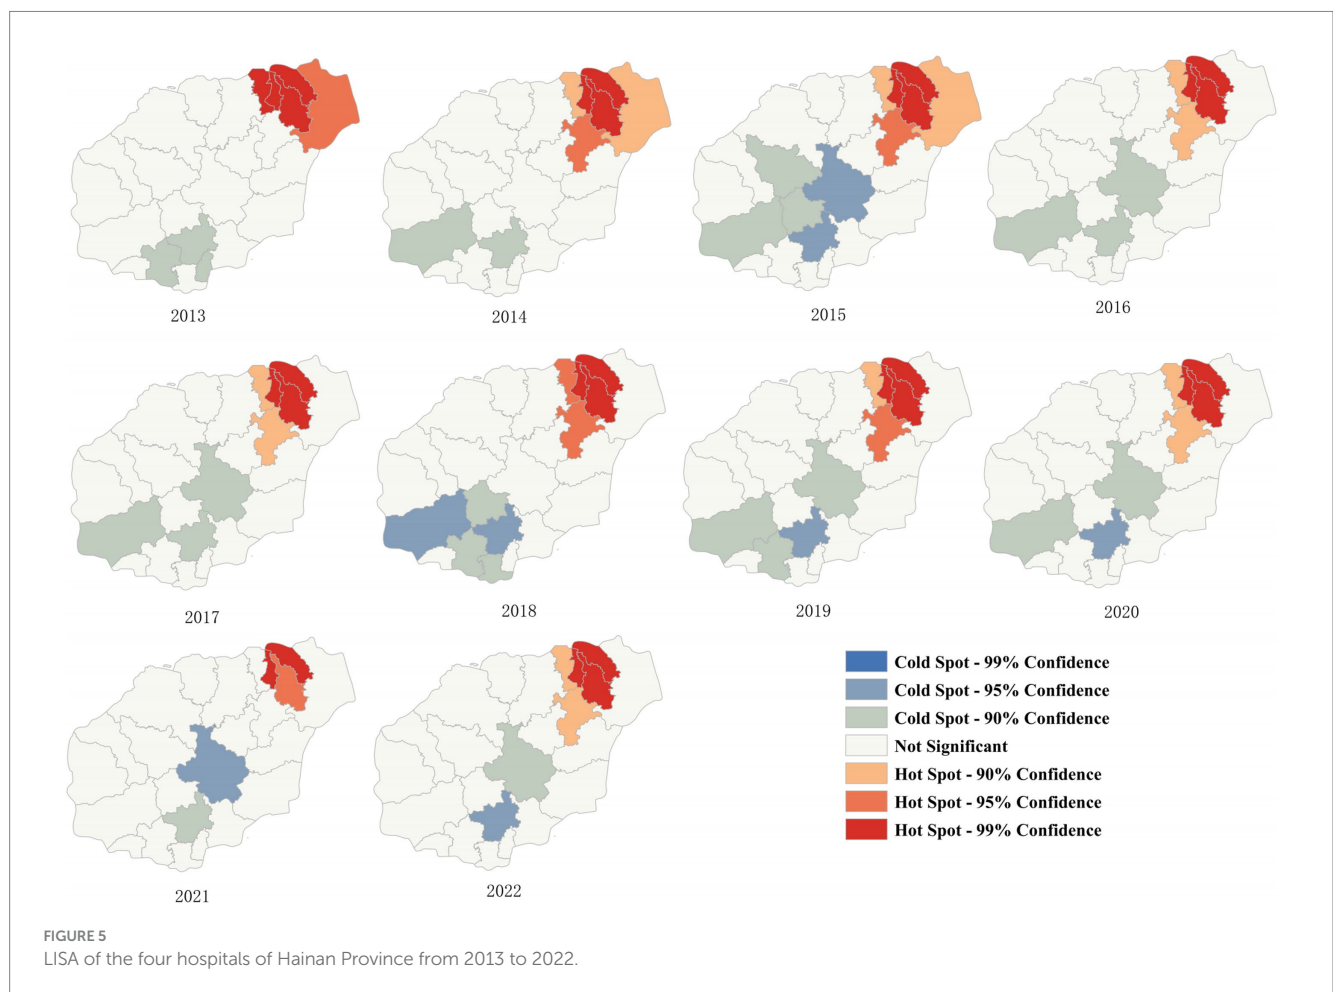 2013
2014
2015
2016
2017
2018
2019
2020
2021
2022
Cold Spot - 99% Confidence
Cold Spot - 95% Confidence
Cold Spot - 90% Confidence
Not Significant
Hot Spot - 90% Confidence
Hot Spot - 95% Confidence
Hot Spot - 99% Confidence
FIGURE 5
LISA of the four hospitals of Hainan Province from 2013 to 2022.